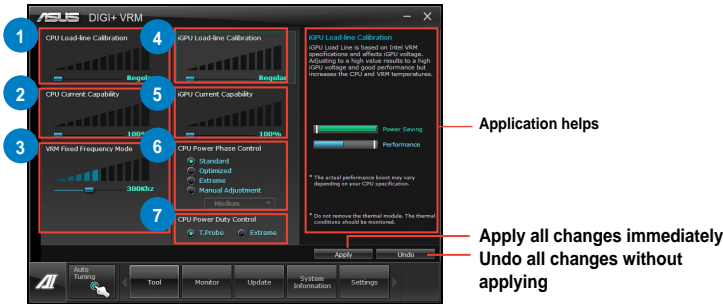 ASUS DIGI+ VRM
1
CPU Load-line Calibration
Regular
4
iGPU Load-line Calibration
Regular
2
CPU Current Capability
100%
5
iGPU Current Capability
100%
3
VRM Fixed Frequency Mode
300Khz
6
CPU Power Phase Control
Standard
Optimized
Extreme
Manual Adjustment
Medium
7
CPU Power Duty Control
T.Probe Extreme
iGPU Load-line Calibration
iGPU Load Line is based on Intel VRM
specifications and affects iGPU voltage.
Adjusting to a high value results to a high
iGPU voltage and good performance but
increases the CPU and VRM temperatures.
Power Saving
Performance
* The actual performance boost may vary
depending on your CPU specification.
* Do not remove the thermal module. The thermal
conditions should be monitored.
Apply Undo
Auto
Tuning
Tool
Monitor
Update
System
Information
Settings
Application helps
Apply all changes immediately
Undo all changes without
applying